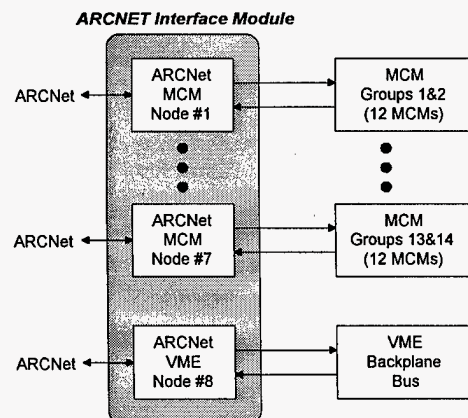 ARCNET Interface Module
ARCNet
ARCNet
MCM
Node #1
MCM
Groups 1&2
(12 MCMs)
ARCNet
ARCNet
MCM
Node #7
MCM
Groups 13&14
(12 MCMs)
ARCNet
ARCNet
VME
Node #8
VME
Backplane
Bus